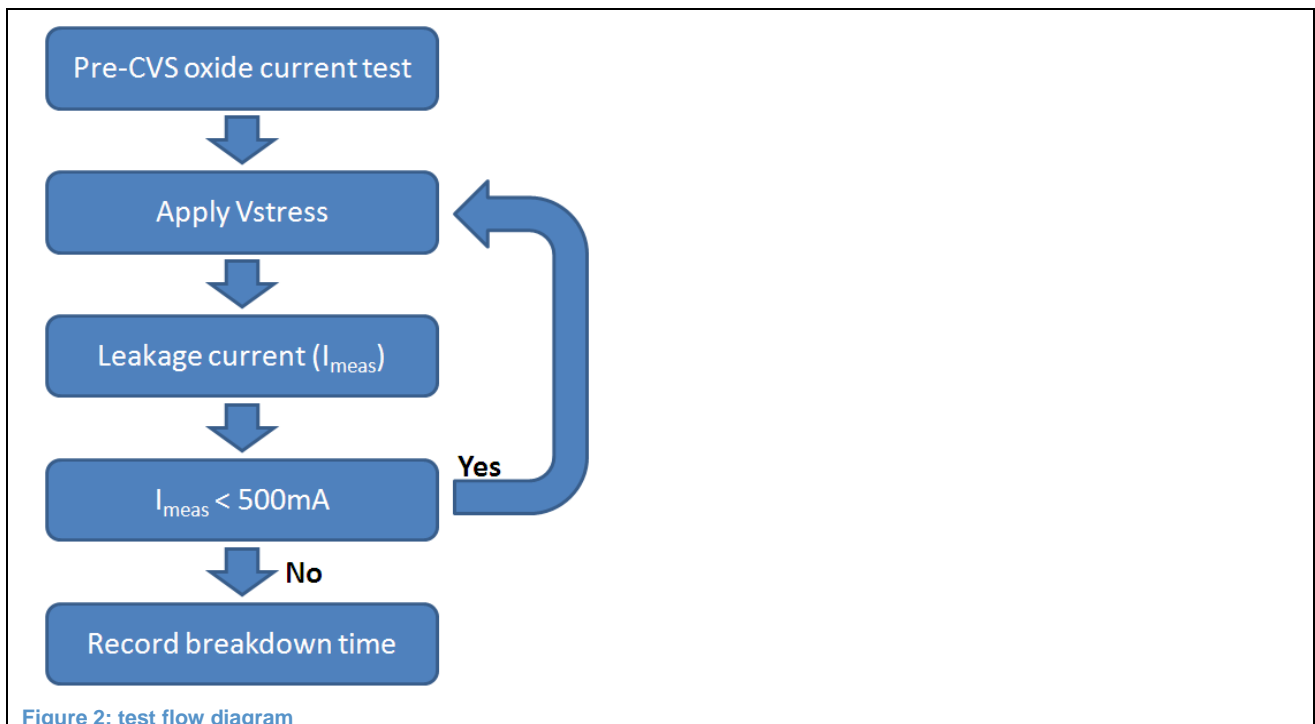 Pre-CVS oxide current test
Apply Vstress
Leakage current (Imeas)
Yes
Imeas < 500mA
No
Record breakdown time
Figure 2: test flow diagram